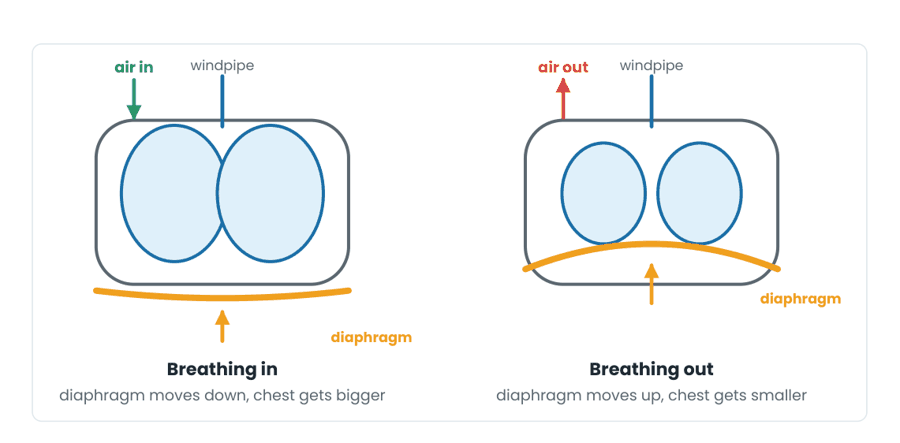 air in
windpipe
diaphragm
Breathing in
diaphragm moves down, chest gets bigger
air out
windpipe
diaphragm
Breathing out
diaphragm moves up, chest gets smaller